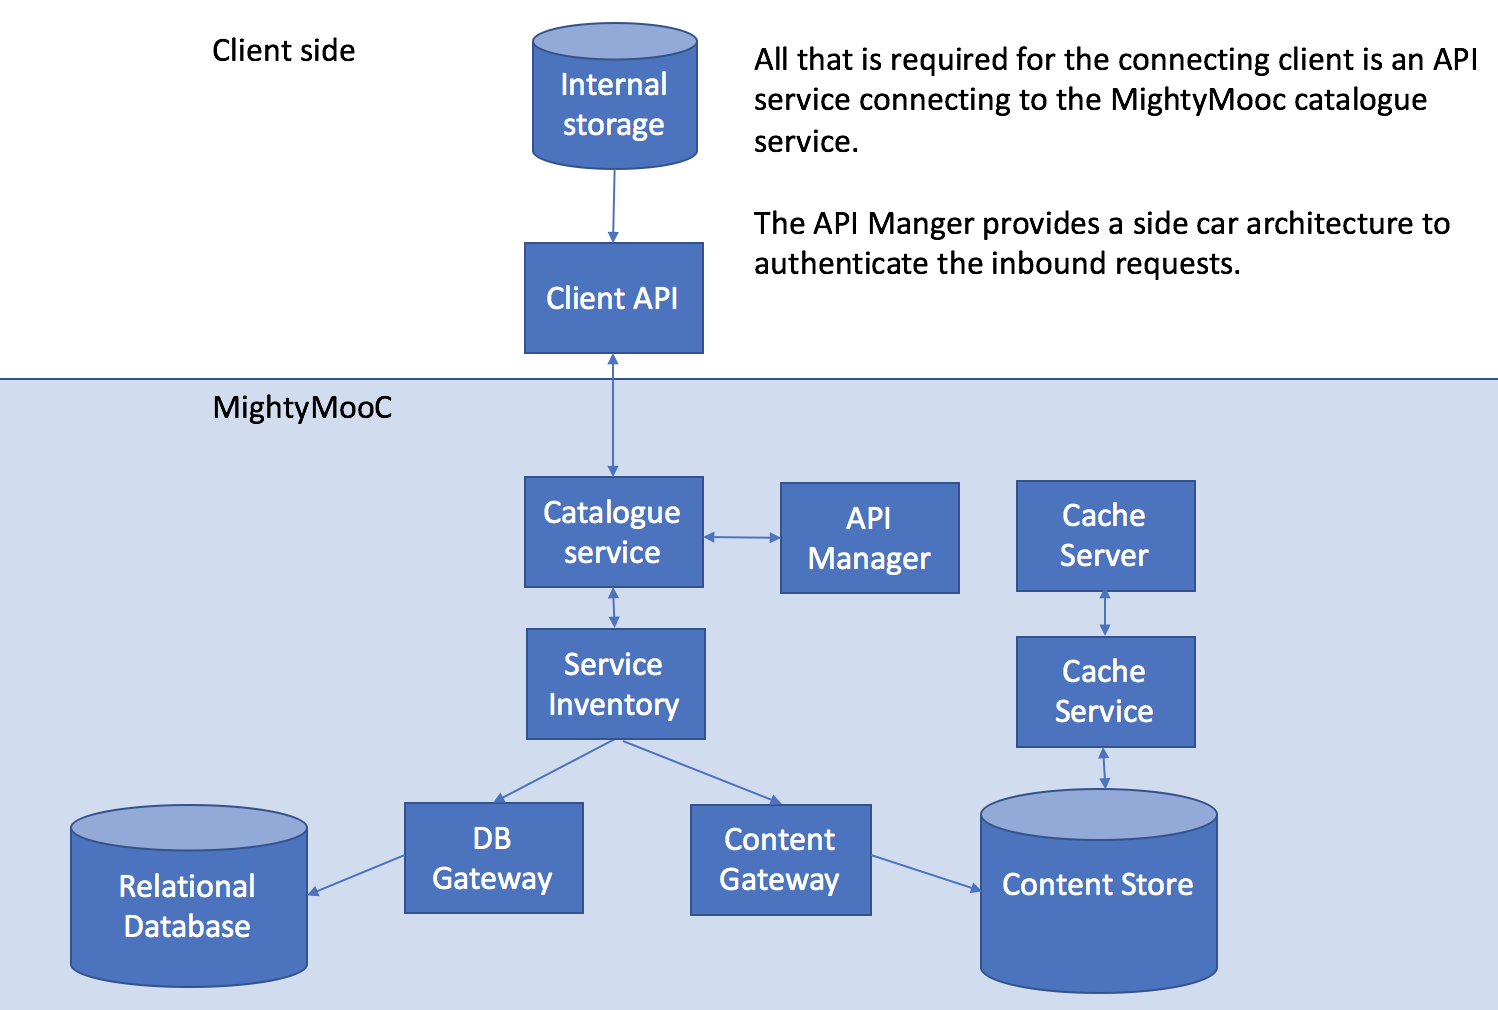 Client side
Internal
storage
All that is required for the connecting client is an API
service connecting to the MightyMooc catalogue
service.
The API Manger provides a side car architecture to
authenticate the inbound requests.
Client API
MightyMooC
Catalogue
service
API
Manager
Cache
Server
Service
Inventory
Cache
Service
Relational
Database
DB
Gateway
Content
Gateway
Content Store